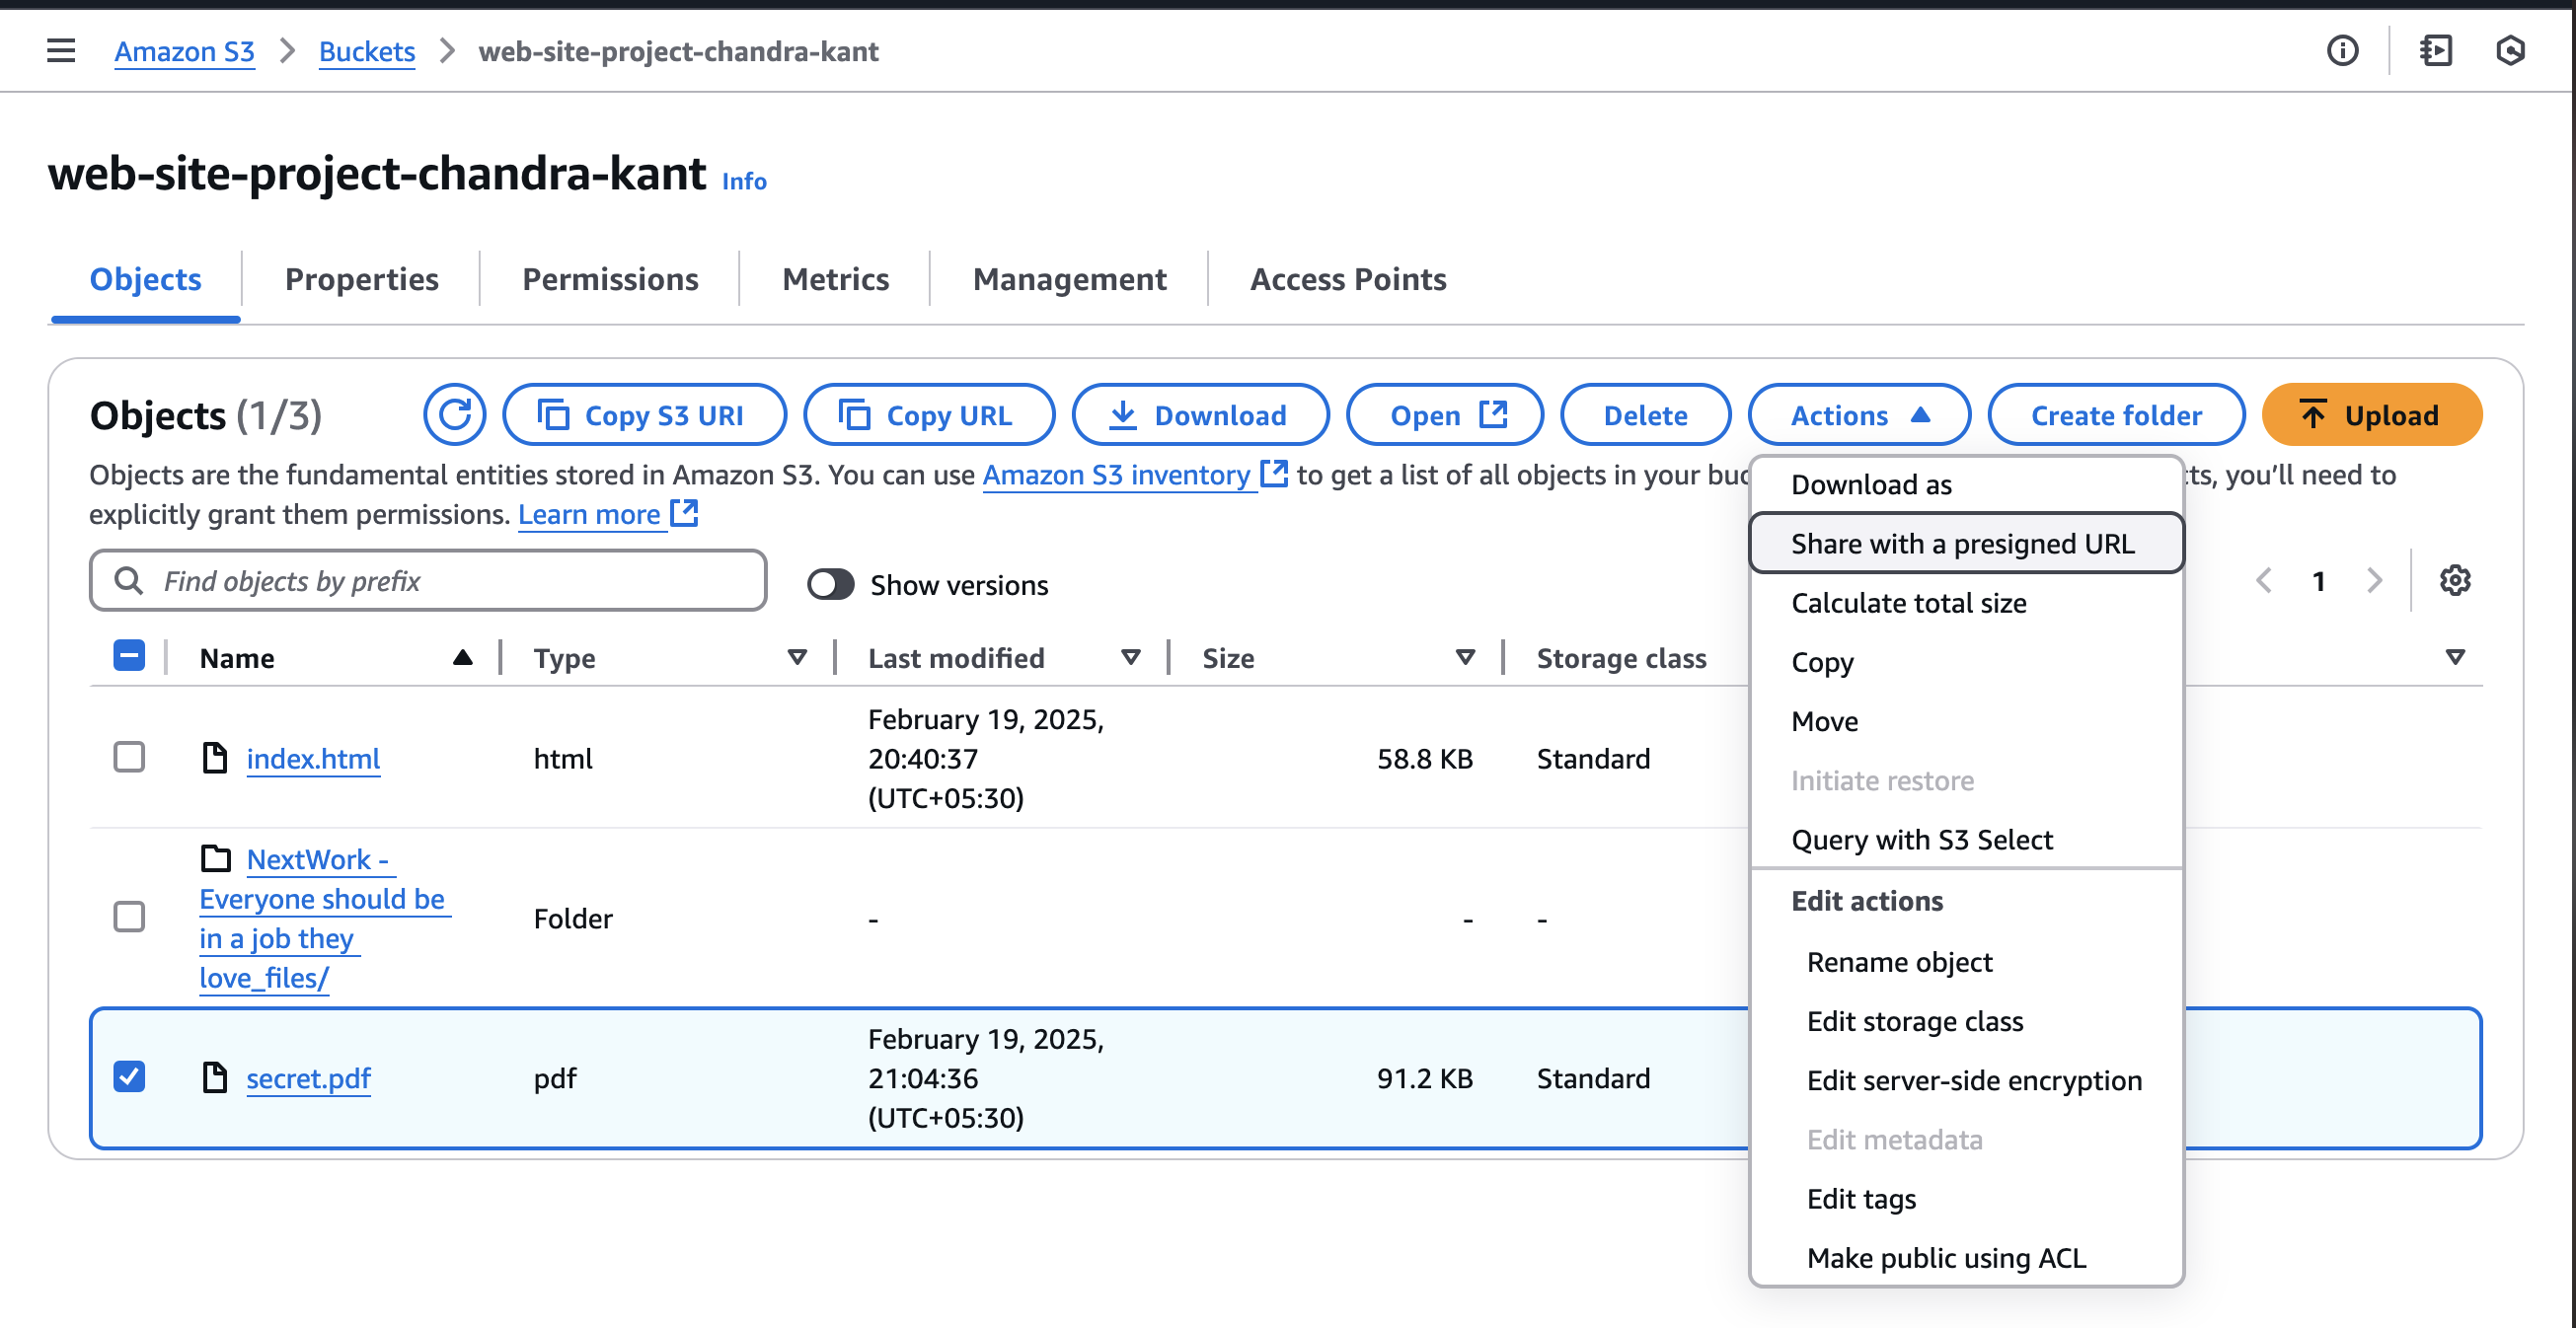 Amazon S3 > Buckets > web-site-project-chandra-kant
web-site-project-chandra-kant Info
Objects Properties Permissions Metrics Management Access Points
Objects (1/3) Copy S3 URI Copy URL Download Open Delete Actions Create folder Upload
Objects are the fundamental entities stored in Amazon S3. You can use Amazon S3 inventory to get a list of all objects in your buc ts, you'll need to
explicitly grant them permissions. Learn more
Find objects by prefix Show versions 1
Name Type Last modified Size Storage class
index.html html February 19, 2025,
20:40:37
(UTC+05:30) 58.8 KB Standard
NextWork -
Everyone should be
in a job they
love_files/ Folder - - -
secret.pdf pdf February 19, 2025,
21:04:36
(UTC+05:30) 91.2 KB Standard
Download as
Share with a presigned URL
Calculate total size
Copy
Move
Initiate restore
Query with S3 Select
Edit actions
Rename object
Edit storage class
Edit server-side encryption
Edit metadata
Edit tags
Make public using ACL